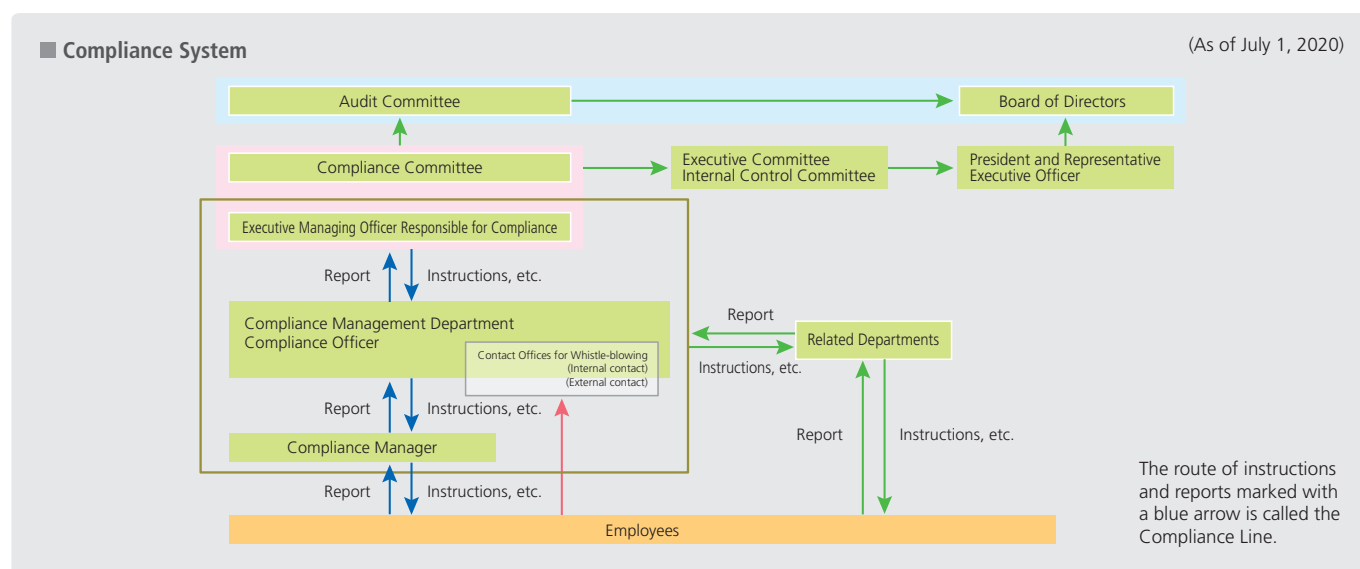 ■ Compliance System
(As of July 1, 2020)
Audit Committee
Board of Directors
Compliance Committee
Executive Committee
Internal Control Committee
President and Representative
Executive Officer
Executive Managing Officer Responsible for Compliance
Report
Instructions, etc.
Compliance Management Department
Compliance Officer
Contact Offices for Whistle-blowing
(Internal contact)
(External contact)
Report
Instructions, etc.
Related Departments
Report
Instructions, etc.
Compliance Manager
Report
Instructions, etc.
Report
Instructions, etc.
Employees
The route of instructions
and reports marked with
a blue arrow is called the
Compliance Line.